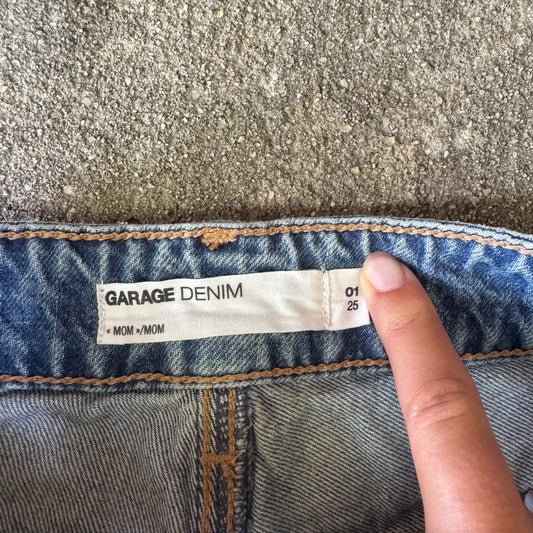 GARAGE DENIM
« MOM »/MOM
01
25